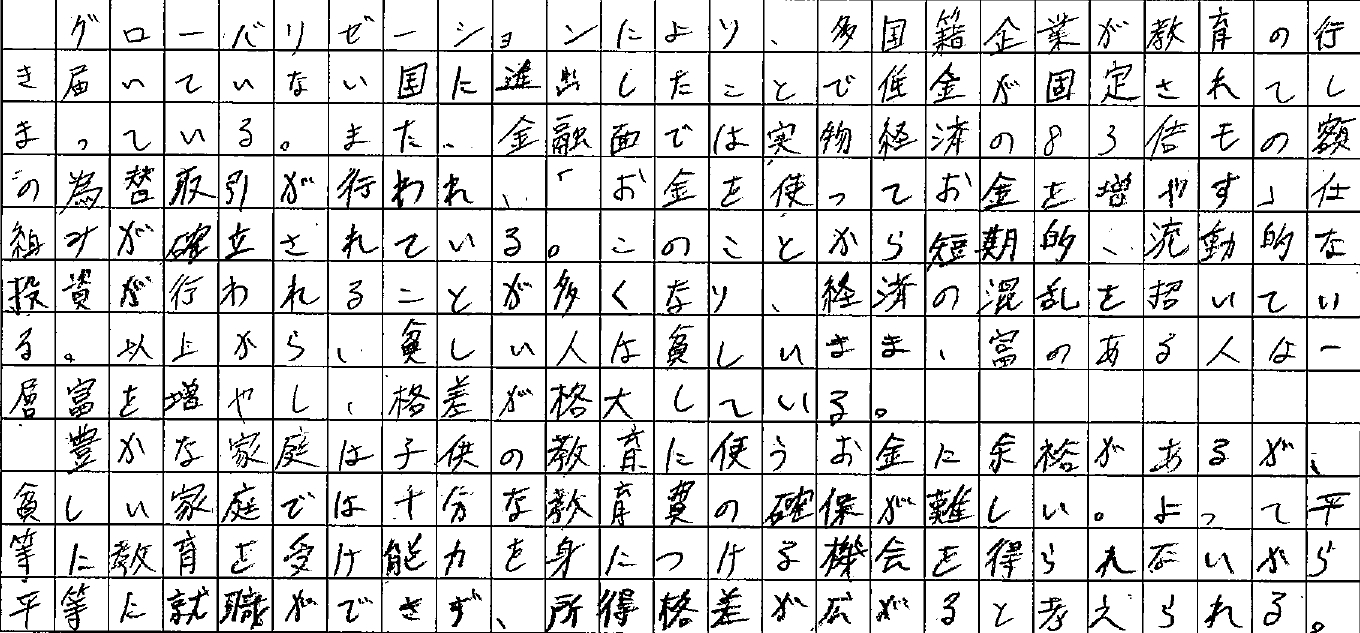 グローバリゼーションにより、多国籍企業が教育の行
き届いていない国に進出したことで低金が固定されてし
まっている。また、金融面では実物経済の83倍もの額
の為替取引が行われ、「お金を使ってお金を増やす」仕
組みが確立されている。このことから短期的、流動的な
投資が行われることが多くなり、経済の混乱を招いてい
る。以上から、貧しい人は貧しいまま、富のある人は一
層富を増やし、格差が格大している。
　豊かな家庭は子供の教育に使うお金に余裕があるが、
貧しい家庭では十分な教育費の確保が難しい。よって平
等に教育を受け能力を身につける機会を得られないから
平等に就職ができず、所得格差が広がると考えられる。